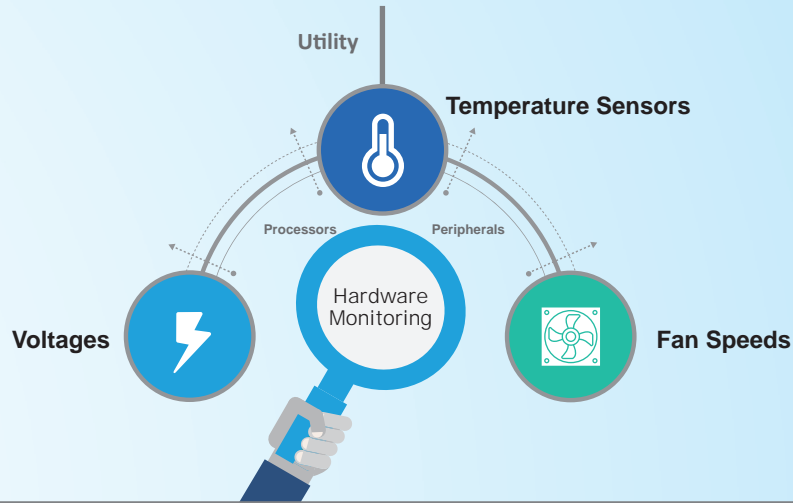 Utility
Temperature Sensors
Processors
Peripherals
Hardware
Monitoring
Voltages
Fan Speeds